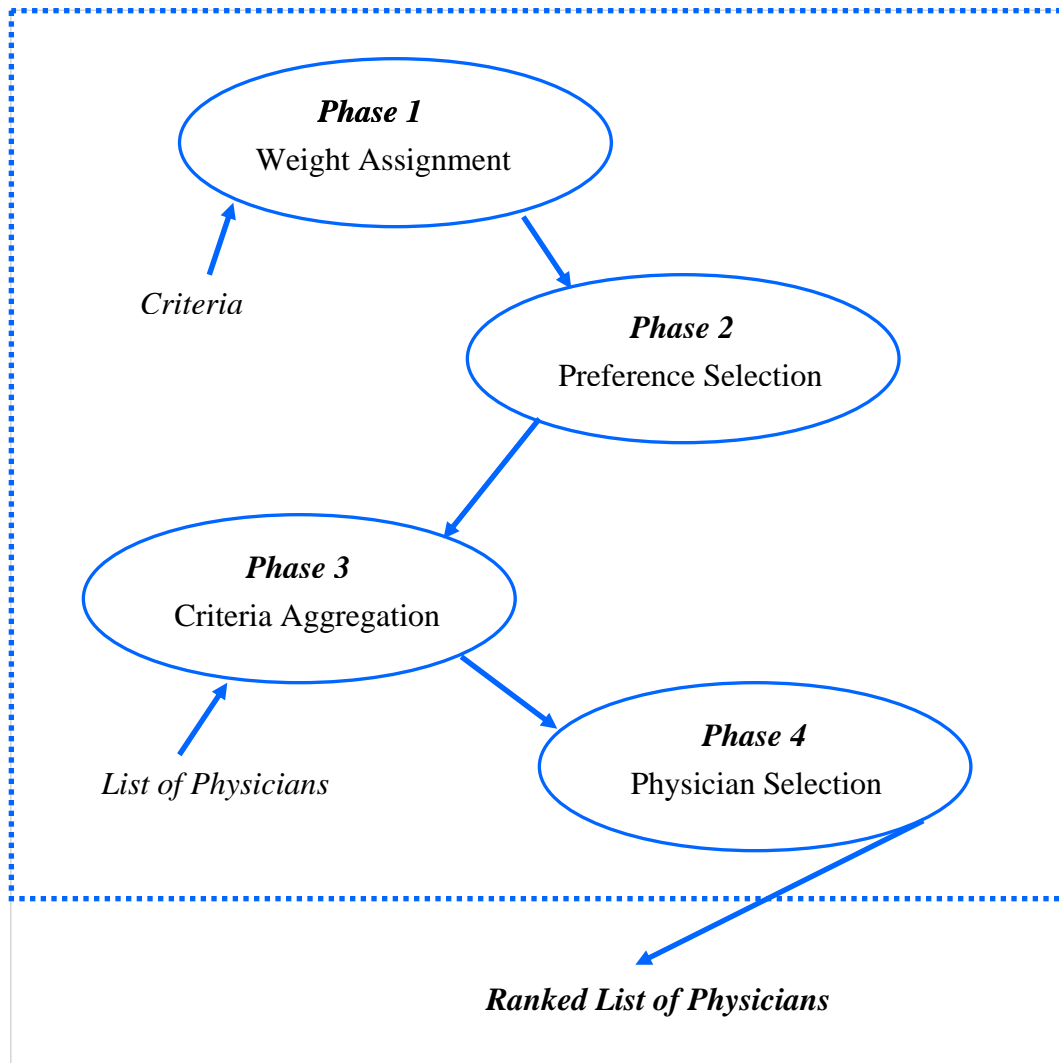 Phase 1
Weight Assignment
Criteria
Phase 2
Preference Selection
Phase 3
Criteria Aggregation
List of Physicians
Phase 4
Physician Selection
Ranked List of Physicians